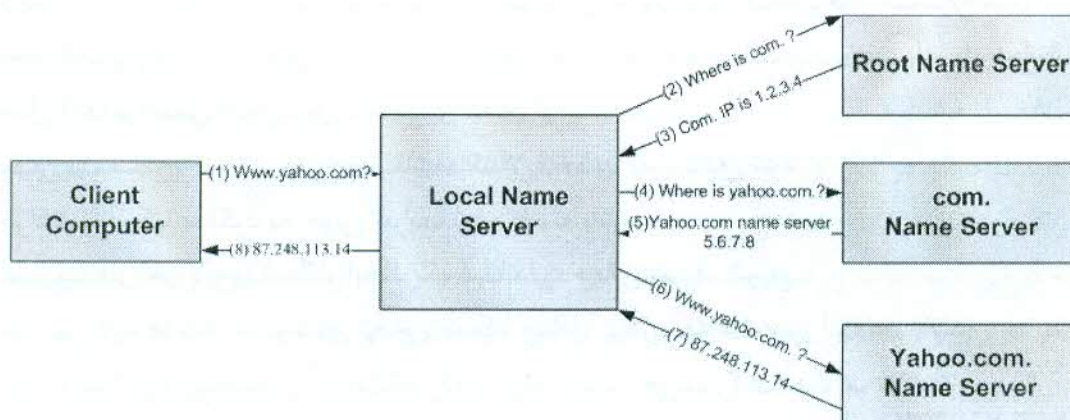 (2) Where is com. ?
Root Name Server
(3) Com. IP is 1.2.3.4
Client
Computer
(1) Www.yahoo.com?
(8) 87.248.113.14
Local Name
Server
(4) Where is yahoo.com.?
(5)Yahoo.com name server
5.6.7.8
com.
Name Server
(6) Www.yahoo.com. ?
(7) 87.248.113.14
Yahoo.com.
Name Server